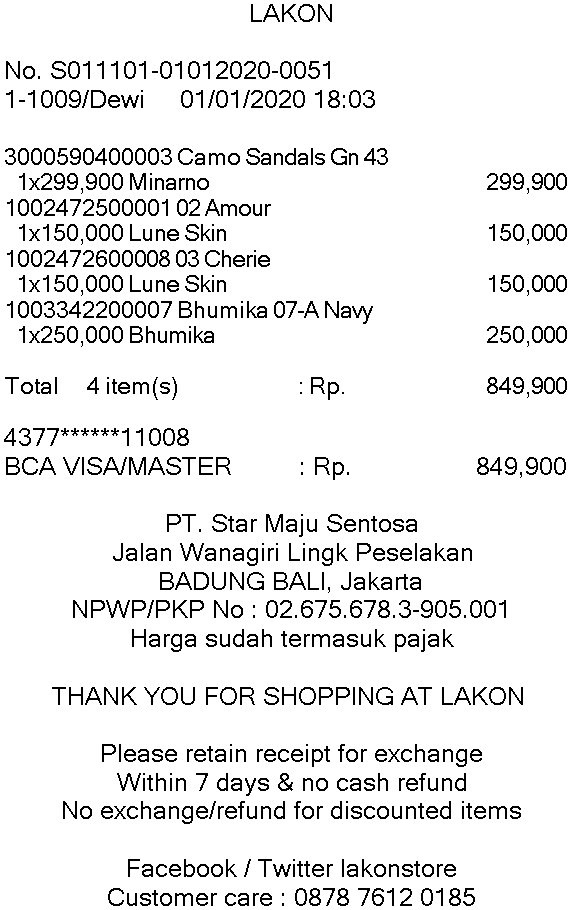 LAKON
No. S011101-01012020-0051
1-1009/Dewi 01/01/2020 18:03
3000590400003 Camo Sandals Gn 43
1x299,900 Minarno 299,900
1002472500001 02 Amour
1x150,000 Lune Skin 150,000
1002472600008 03 Cherie
1x150,000 Lune Skin 150,000
1003342200007 Bhumika 07-A Navy
1x250,000 Bhumika 250,000
Total 4 item(s) : Rp. 849,900
4377******11008
BCA VISA/MASTER : Rp. 849,900
PT. Star Maju Sentosa
Jalan Wanagiri Lingk Peselakan
BADUNG BALI, Jakarta
NPWP/PKP No : 02.675.678.3-905.001
Harga sudah termasuk pajak
THANK YOU FOR SHOPPING AT LAKON
Please retain receipt for exchange
Within 7 days & no cash refund
No exchange/refund for discounted items
Facebook / Twitter lakonstore
Customer care : 0878 7612 0185